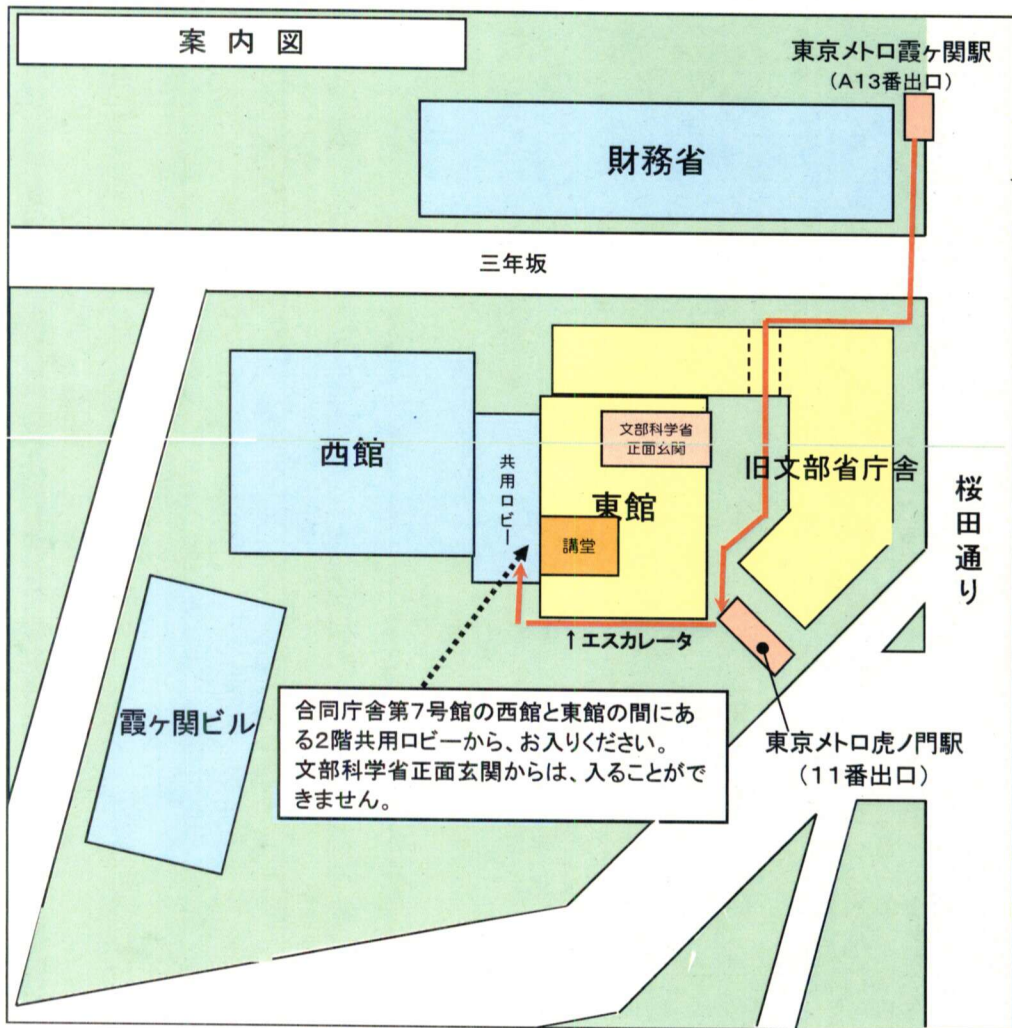 案内図
東京メトロ霞ヶ関駅
（A13番出口）
財務省
三年坂
西館
共用ロビー
文部科学省
正面玄関
東館
講堂
旧文部省庁舎
桜田通り
↑エスカレータ
霞ヶ関ビル
合同庁舎第7号館の西館と東館の間にあ
る2階共用ロビーから、お入りください。
文部科学省正面玄関からは、入ることがで
きません。
東京メトロ虎ノ門駅
（11番出口）